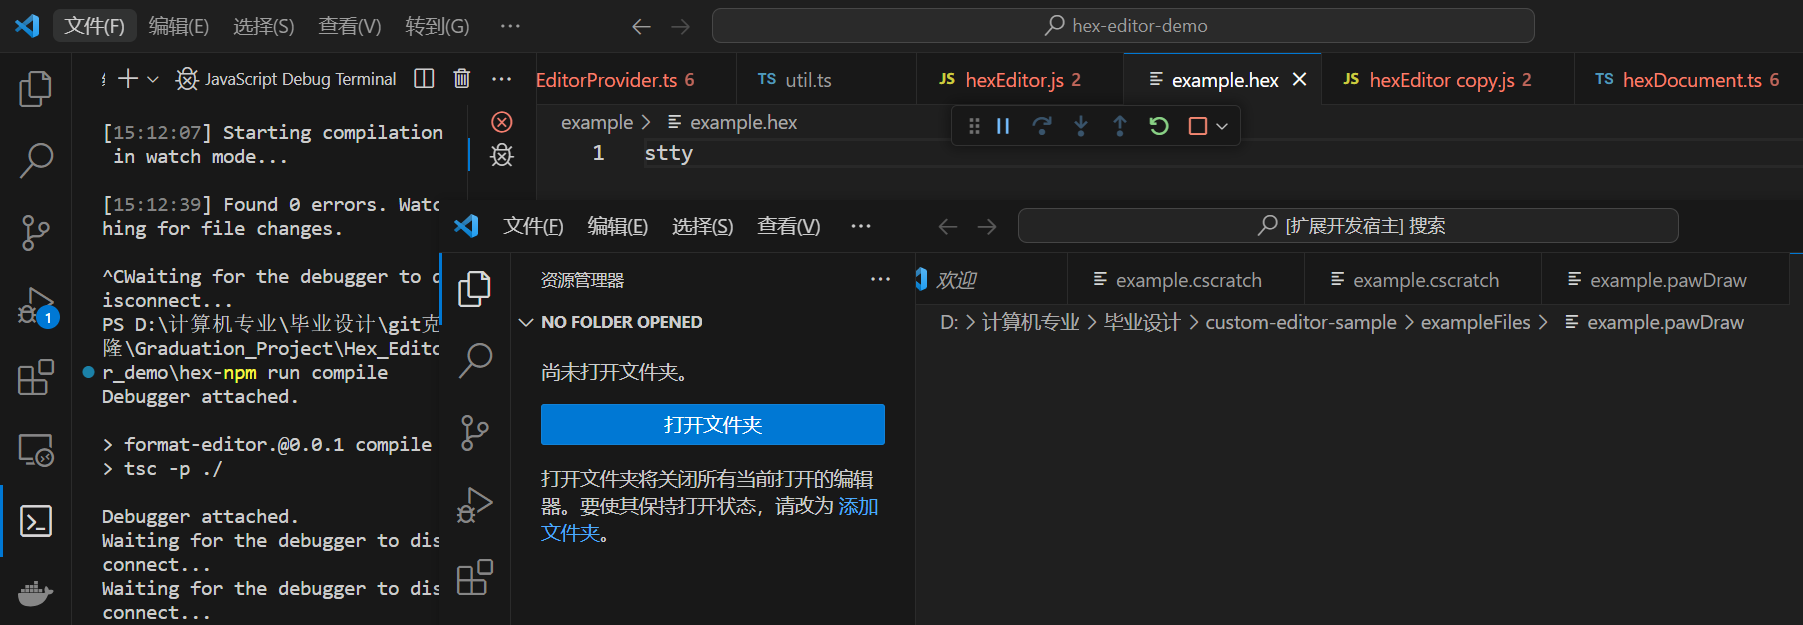 文件(F) 编辑(E) 选择(S) 查看(V) 转到(G) ··· hex-editor-demo
JavaScript Debug Terminal
EditorProvider.ts 6 TS util.ts JS hexEditor.js 2 example.hex JS hexEditor copy.js 2 TS hexDocument.ts 6
example > example.hex
1 stty
[15:12:07] Starting compilation
in watch mode...
[15:12:39] Found 0 errors. Watc
hing for file changes.
^CWaiting for the debugger to d
isconnect...
PS D:\计算机专业\毕业设计\git克
隆\Graduation_Project\Hex_Edito
r_demo\hex-npm run compile
Debugger attached.
> format-editor.@0.0.1 compile
> tsc -p ./
Debugger attached.
Waiting for the debugger to dis
connect...
Waiting for the debugger to dis
connect...
1
文件(F) 编辑(E) 选择(S) 查看(V) ··· [扩展开发宿主] 搜索
资源管理器 ···
欢迎 example.cscratch example.cscratch example.pawDraw
D: > 计算机专业 > 毕业设计 > custom-editor-sample > exampleFiles > example.pawDraw
NO FOLDER OPENED
尚未打开文件夹。
打开文件夹
打开文件夹将关闭所有当前打开的编辑
器。要使其保持打开状态，请改为 添加
文件夹。